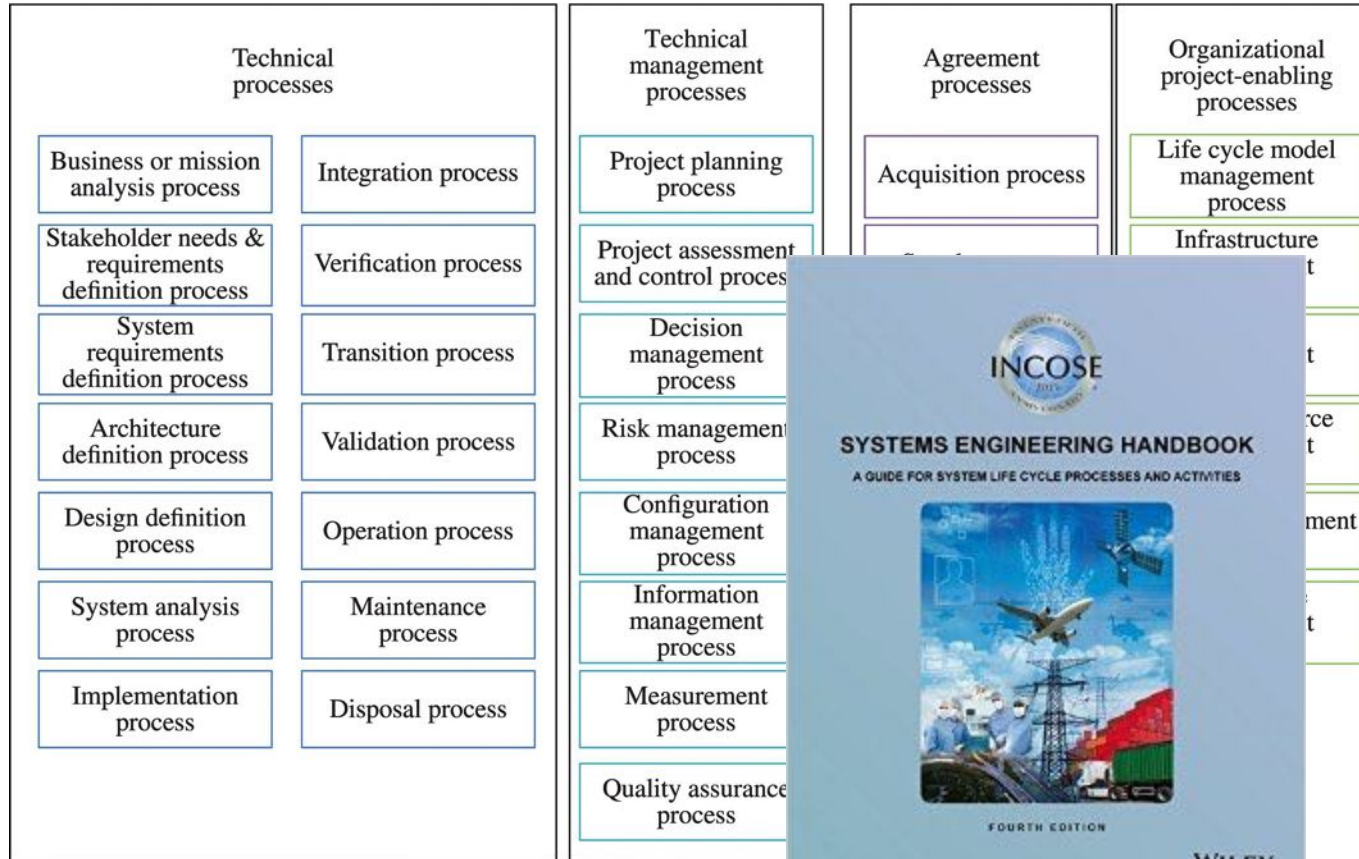 Technical
processes
Business or mission
analysis process
Stakeholder needs &
requirements
definition process
System
requirements
definition process
Architecture
definition process
Design definition
process
System analysis
process
Implementation
process
Integration process
Verification process
Transition process
Validation process
Operation process
Maintenance
process
Disposal process
Technical
management
processes
Project planning
process
Project assessment
and control process
Decision
management
process
Risk management
process
Configuration
management
process
Information
management
process
Measurement
process
Quality assurance
process
Agreement
processes
Acquisition process
Organizational
project-enabling
processes
Life cycle model
management
process
Infrastructure
INCOSE
SYSTEMS ENGINEERING HANDBOOK
A GUIDE FOR SYSTEM LIFE CYCLE PROCESSES AND ACTIVITIES
FOURTH EDITION
WILEY